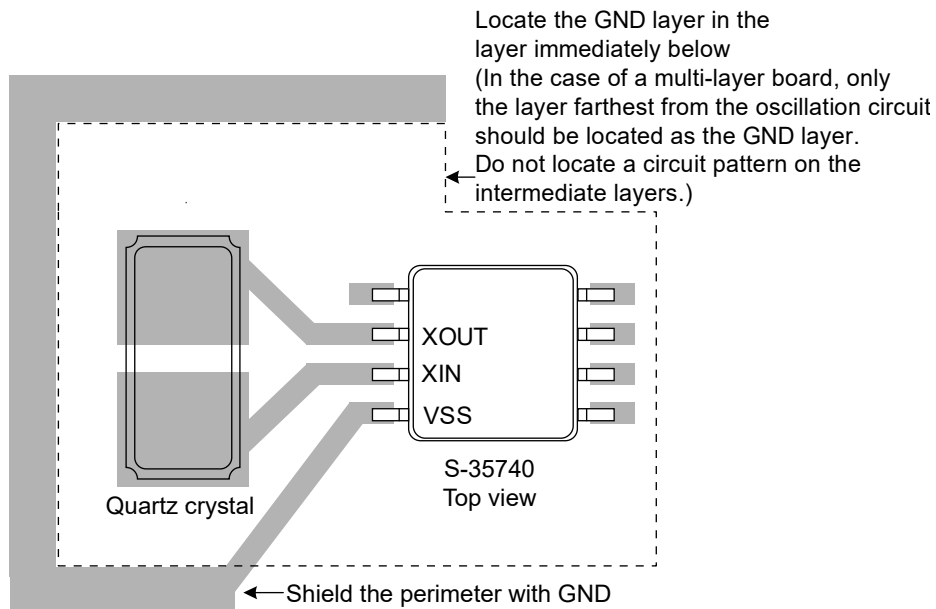 Locate the GND layer in the
layer immediately below
(In the case of a multi-layer board, only
the layer farthest from the oscillation circuit
should be located as the GND layer.
Do not locate a circuit pattern on the
intermediate layers.)
XOUT
XIN
VSS
S-35740
Top view
Quartz crystal
Shield the perimeter with GND